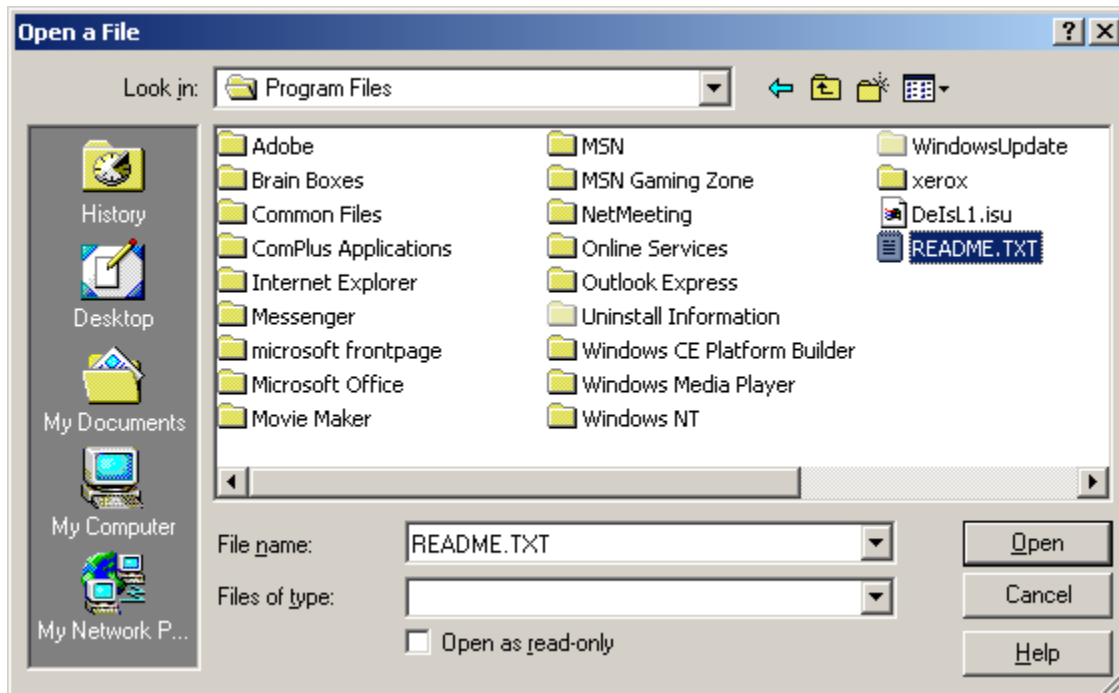 Open a File
Look in: Program Files
History
Desktop
My Documents
My Computer
My Network P...
Adobe
Brain Boxes
Common Files
ComPlus Applications
Internet Explorer
Messenger
microsoft frontpage
Microsoft Office
Movie Maker
MSN
MSN Gaming Zone
NetMeeting
Online Services
Outlook Express
Uninstall Information
Windows CE Platform Builder
Windows Media Player
Windows NT
WindowsUpdate
xerox
DeIsL1.isu
README.TXT
File name: README.TXT
Open
Files of type:
Cancel
Open as read-only
Help